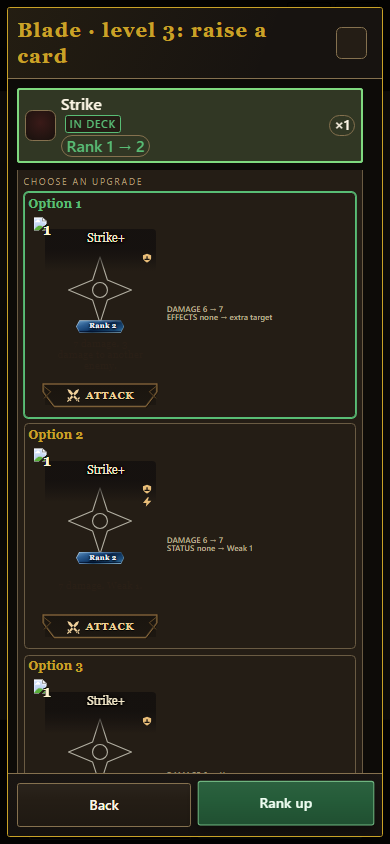 Blade · level 3: raise a
card
Strike
IN DECK
Rank 1 → 2
×1
CHOOSE AN UPGRADE
Option 1
1
Strike+
Rank 2
DAMAGE 6 → 7
EFFECTS none → extra target
ATTACK
Option 2
1
Strike+
Rank 2
DAMAGE 6 → 7
STATUS none → Weak 1
ATTACK
Option 3
1
Strike+
Back
Rank up